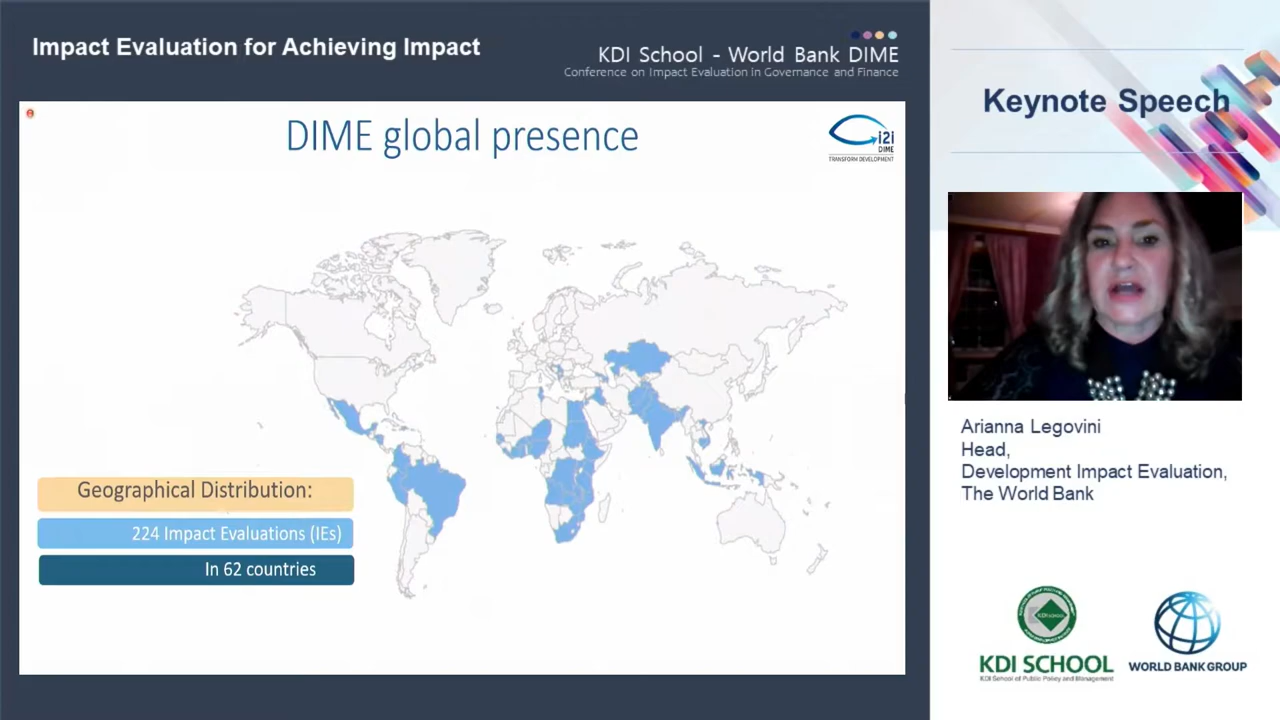 Impact Evaluation for Achieving Impact
KDI School - World Bank DIME
Conference on Impact Evaluation in Governance and Finance
DIME global presence
i2i
DIME
TRANSFORM DEVELOPMENT
Geographical Distribution:
224 Impact Evaluations (IEs)
In 62 countries
Keynote Speech
Arianna Legovini
Head,
Development Impact Evaluation,
The World Bank
KDI SCHOOL
KDI School of Public Policy and Management
WORLD BANK GROUP